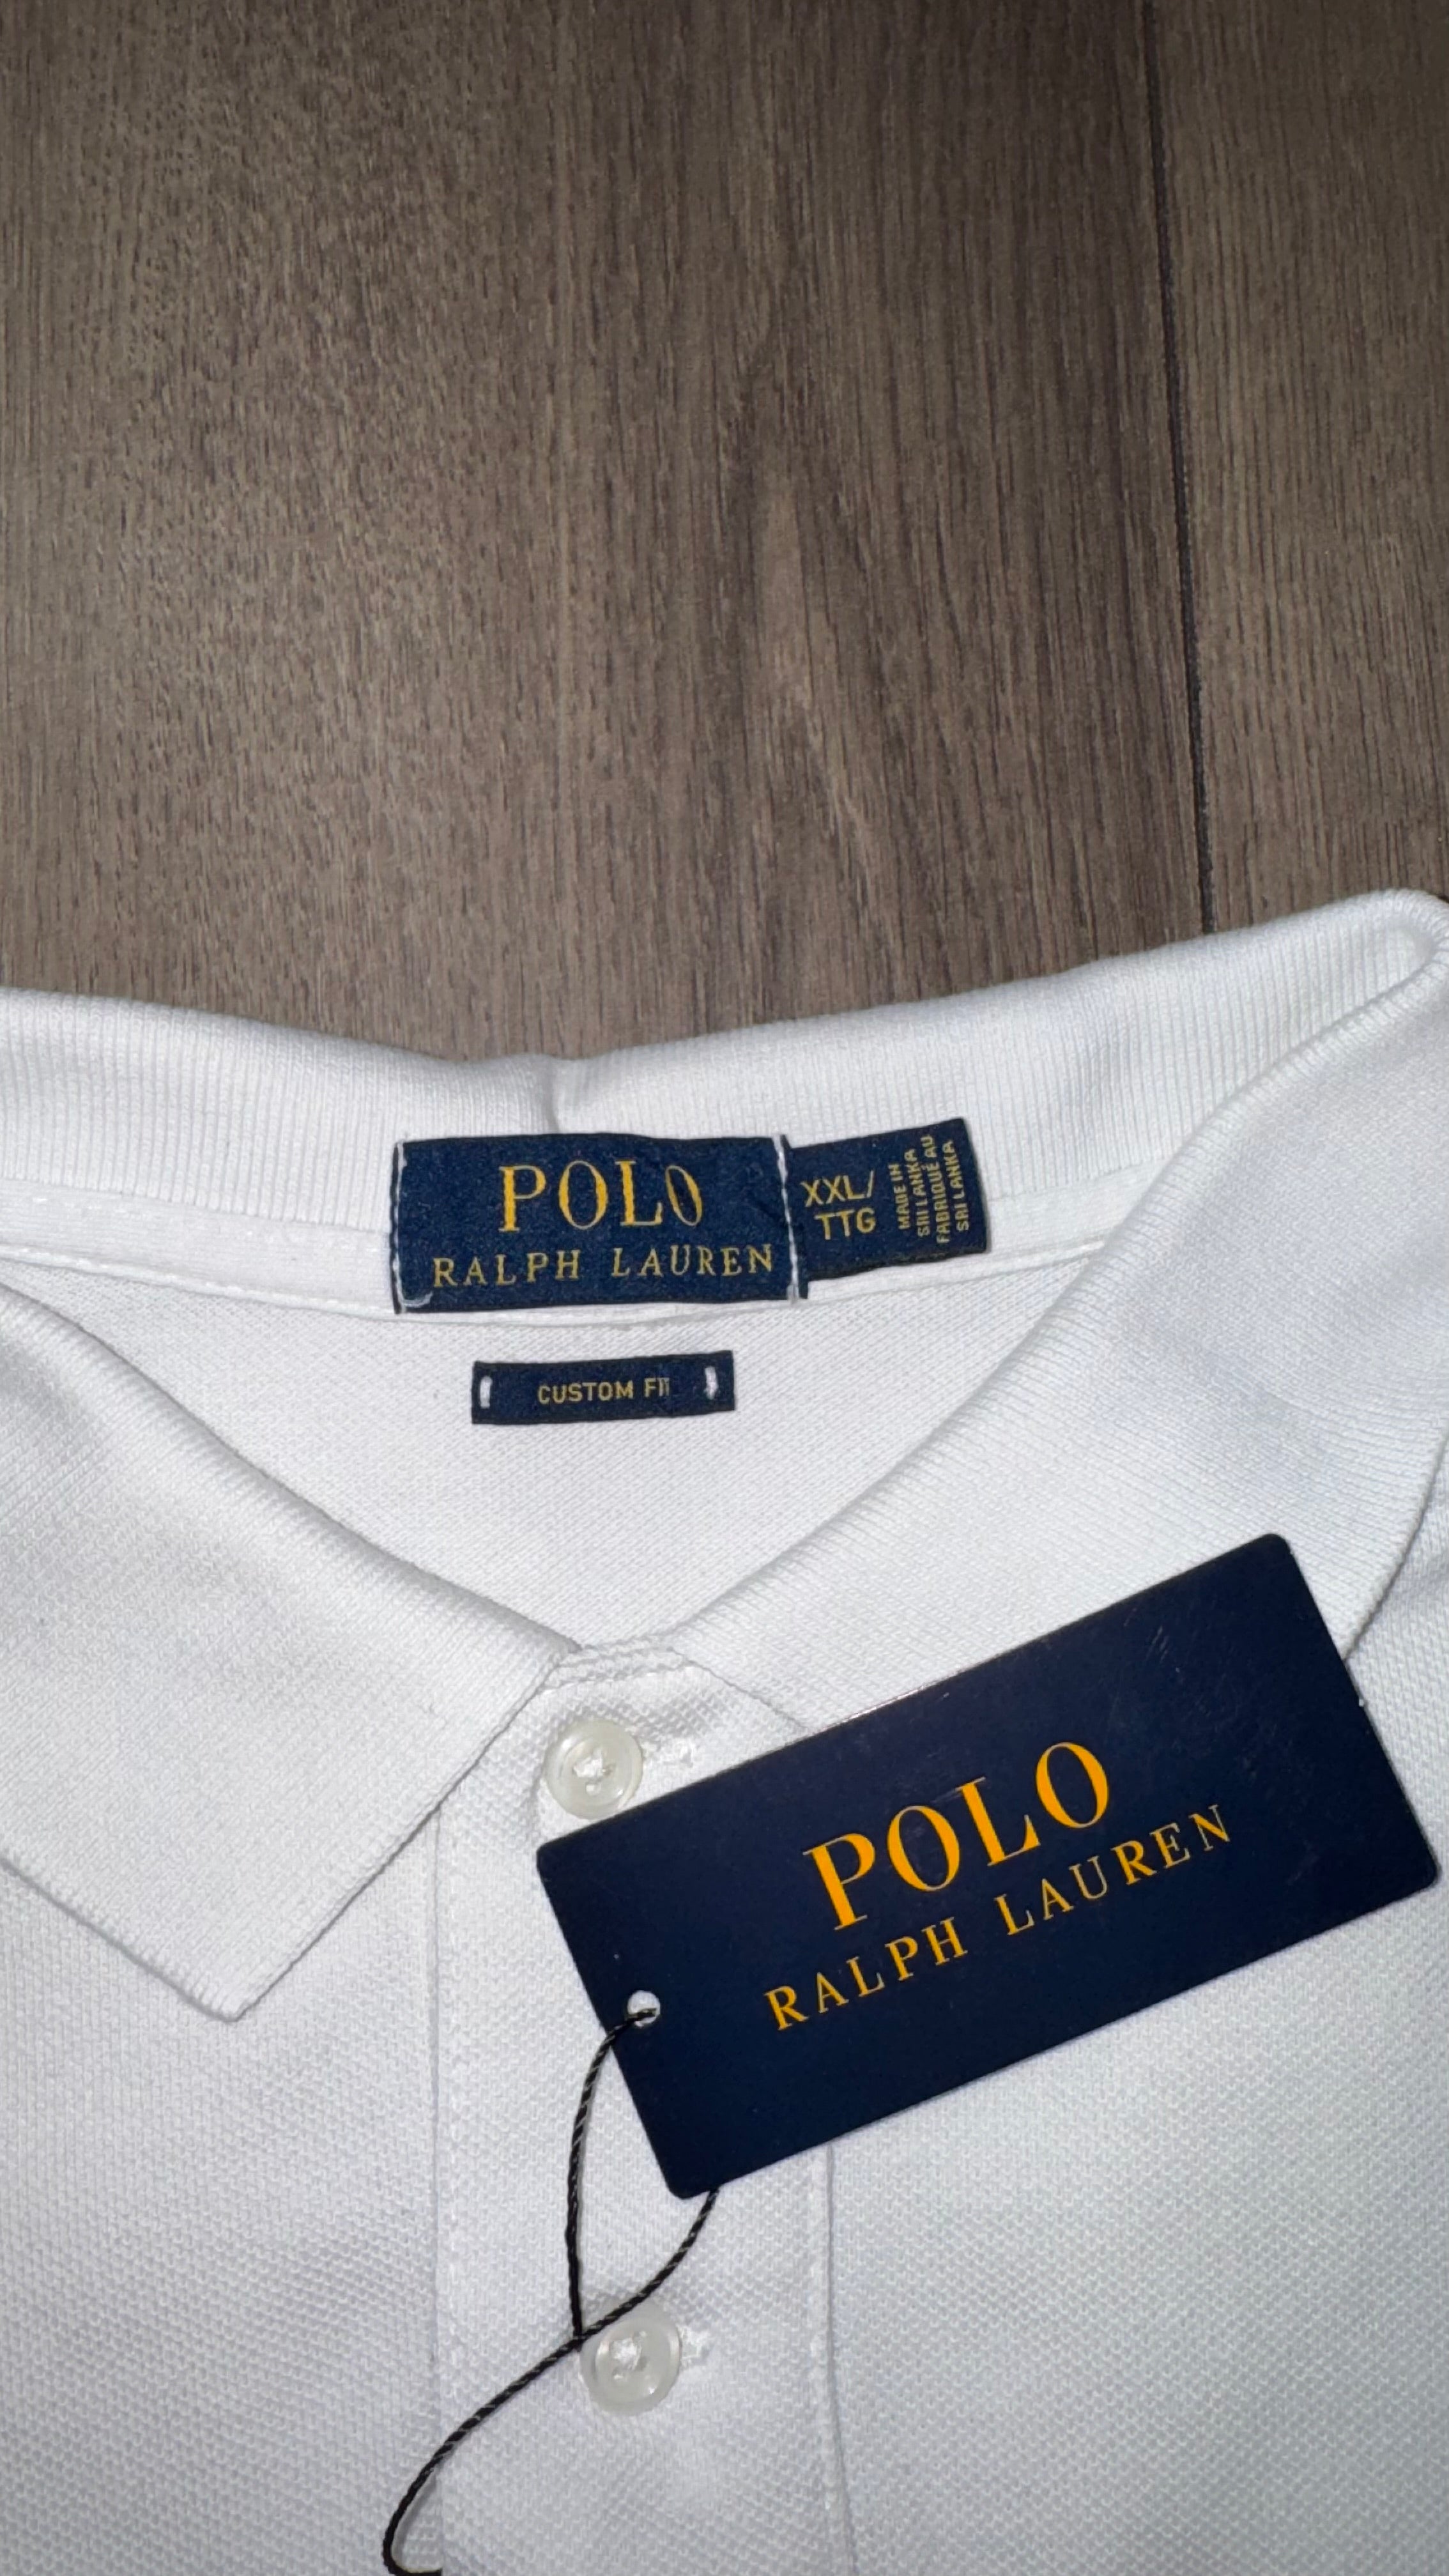 POLO
RALPH LAUREN
XXL/
TTG
MADE IN
SRI LANKA
FABRIQUÉ AU
SRI LANKA
CUSTOM FIT
POLO
RALPH LAUREN